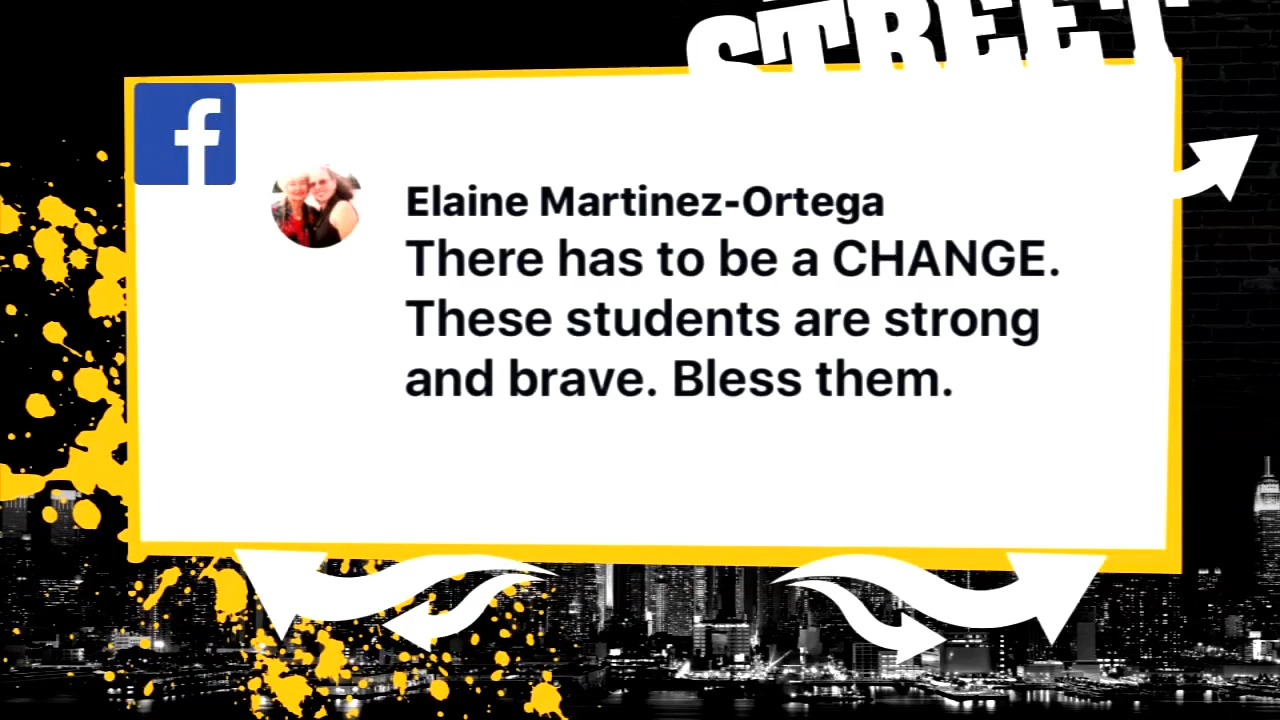 STREET
f
Elaine Martinez-Ortega
There has to be a CHANGE.
These students are strong
and brave. Bless them.